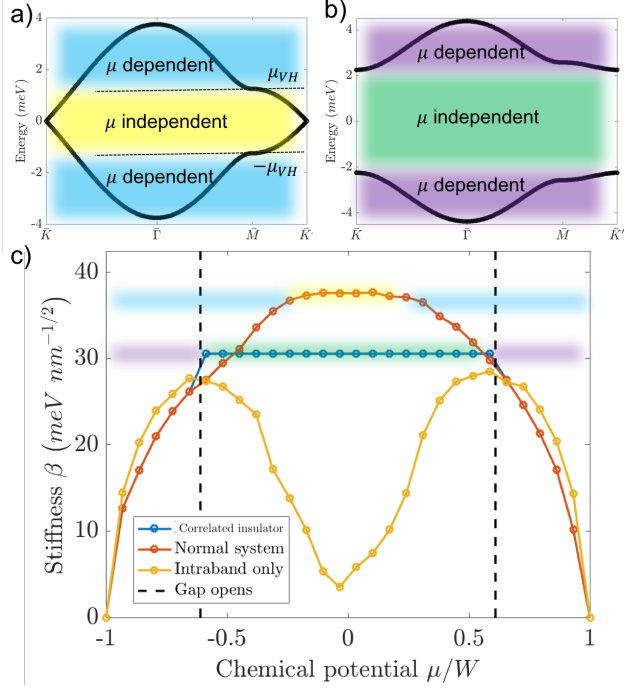 a)
b)
4
2
0
-2
-4
Energy (meV)
μ dependent
μ_VH
μ independent
-μ_VH
μ dependent
K̄
Γ̄
M̄
K̄
4
2
0
-2
-4
Energy (meV)
μ dependent
μ independent
μ dependent
K̄
Γ̄
M̄
K̄'
c)
40
30
20
10
0
Stiffness β (meV nm^{-1/2})
Correlated insulator
Normal system
Intraband only
Gap opens
-1
-0.5
0
0.5
1
Chemical potential μ/W